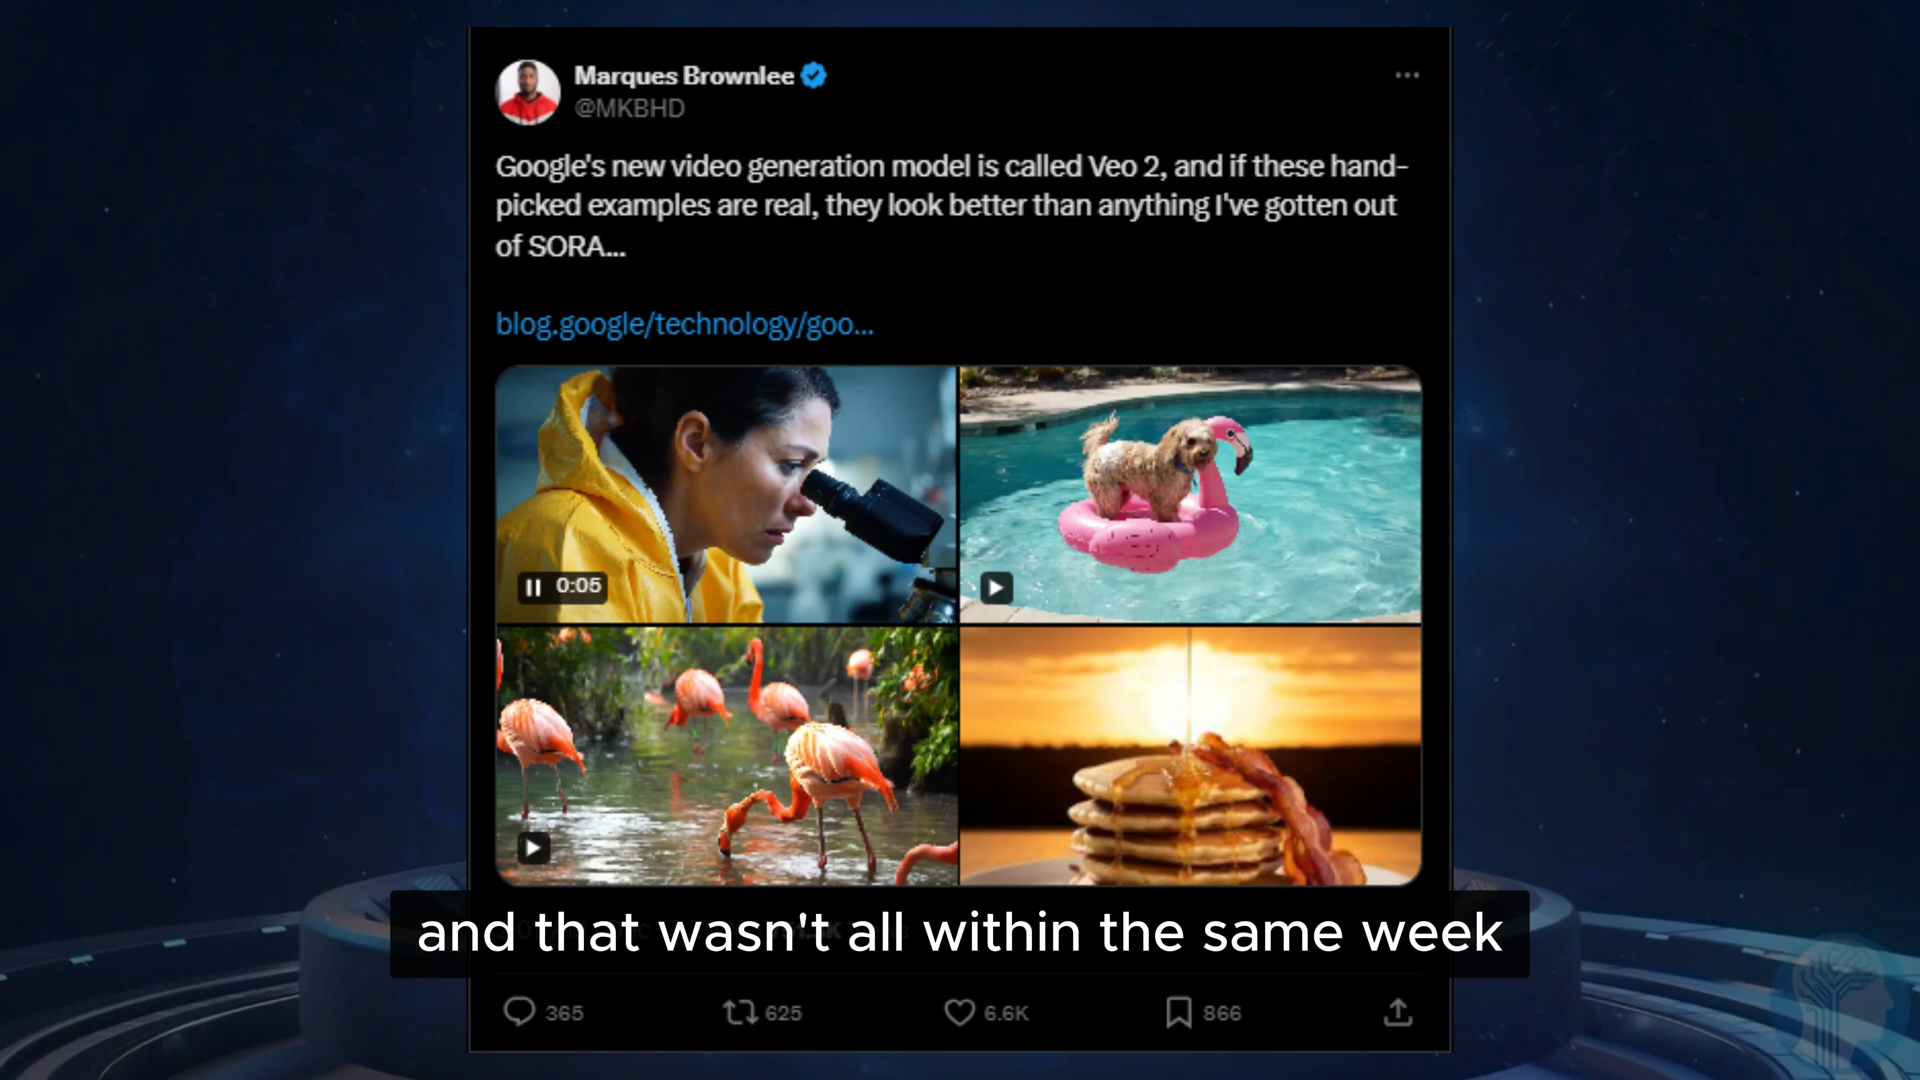 Marques Brownlee
@MKBHD
Google's new video generation model is called Veo 2, and if these hand-
picked examples are real, they look better than anything I've gotten out
of SORA...
blog.google/technology/goo...
0:05
and that wasn't all within the same week
365
625
6.6K
866